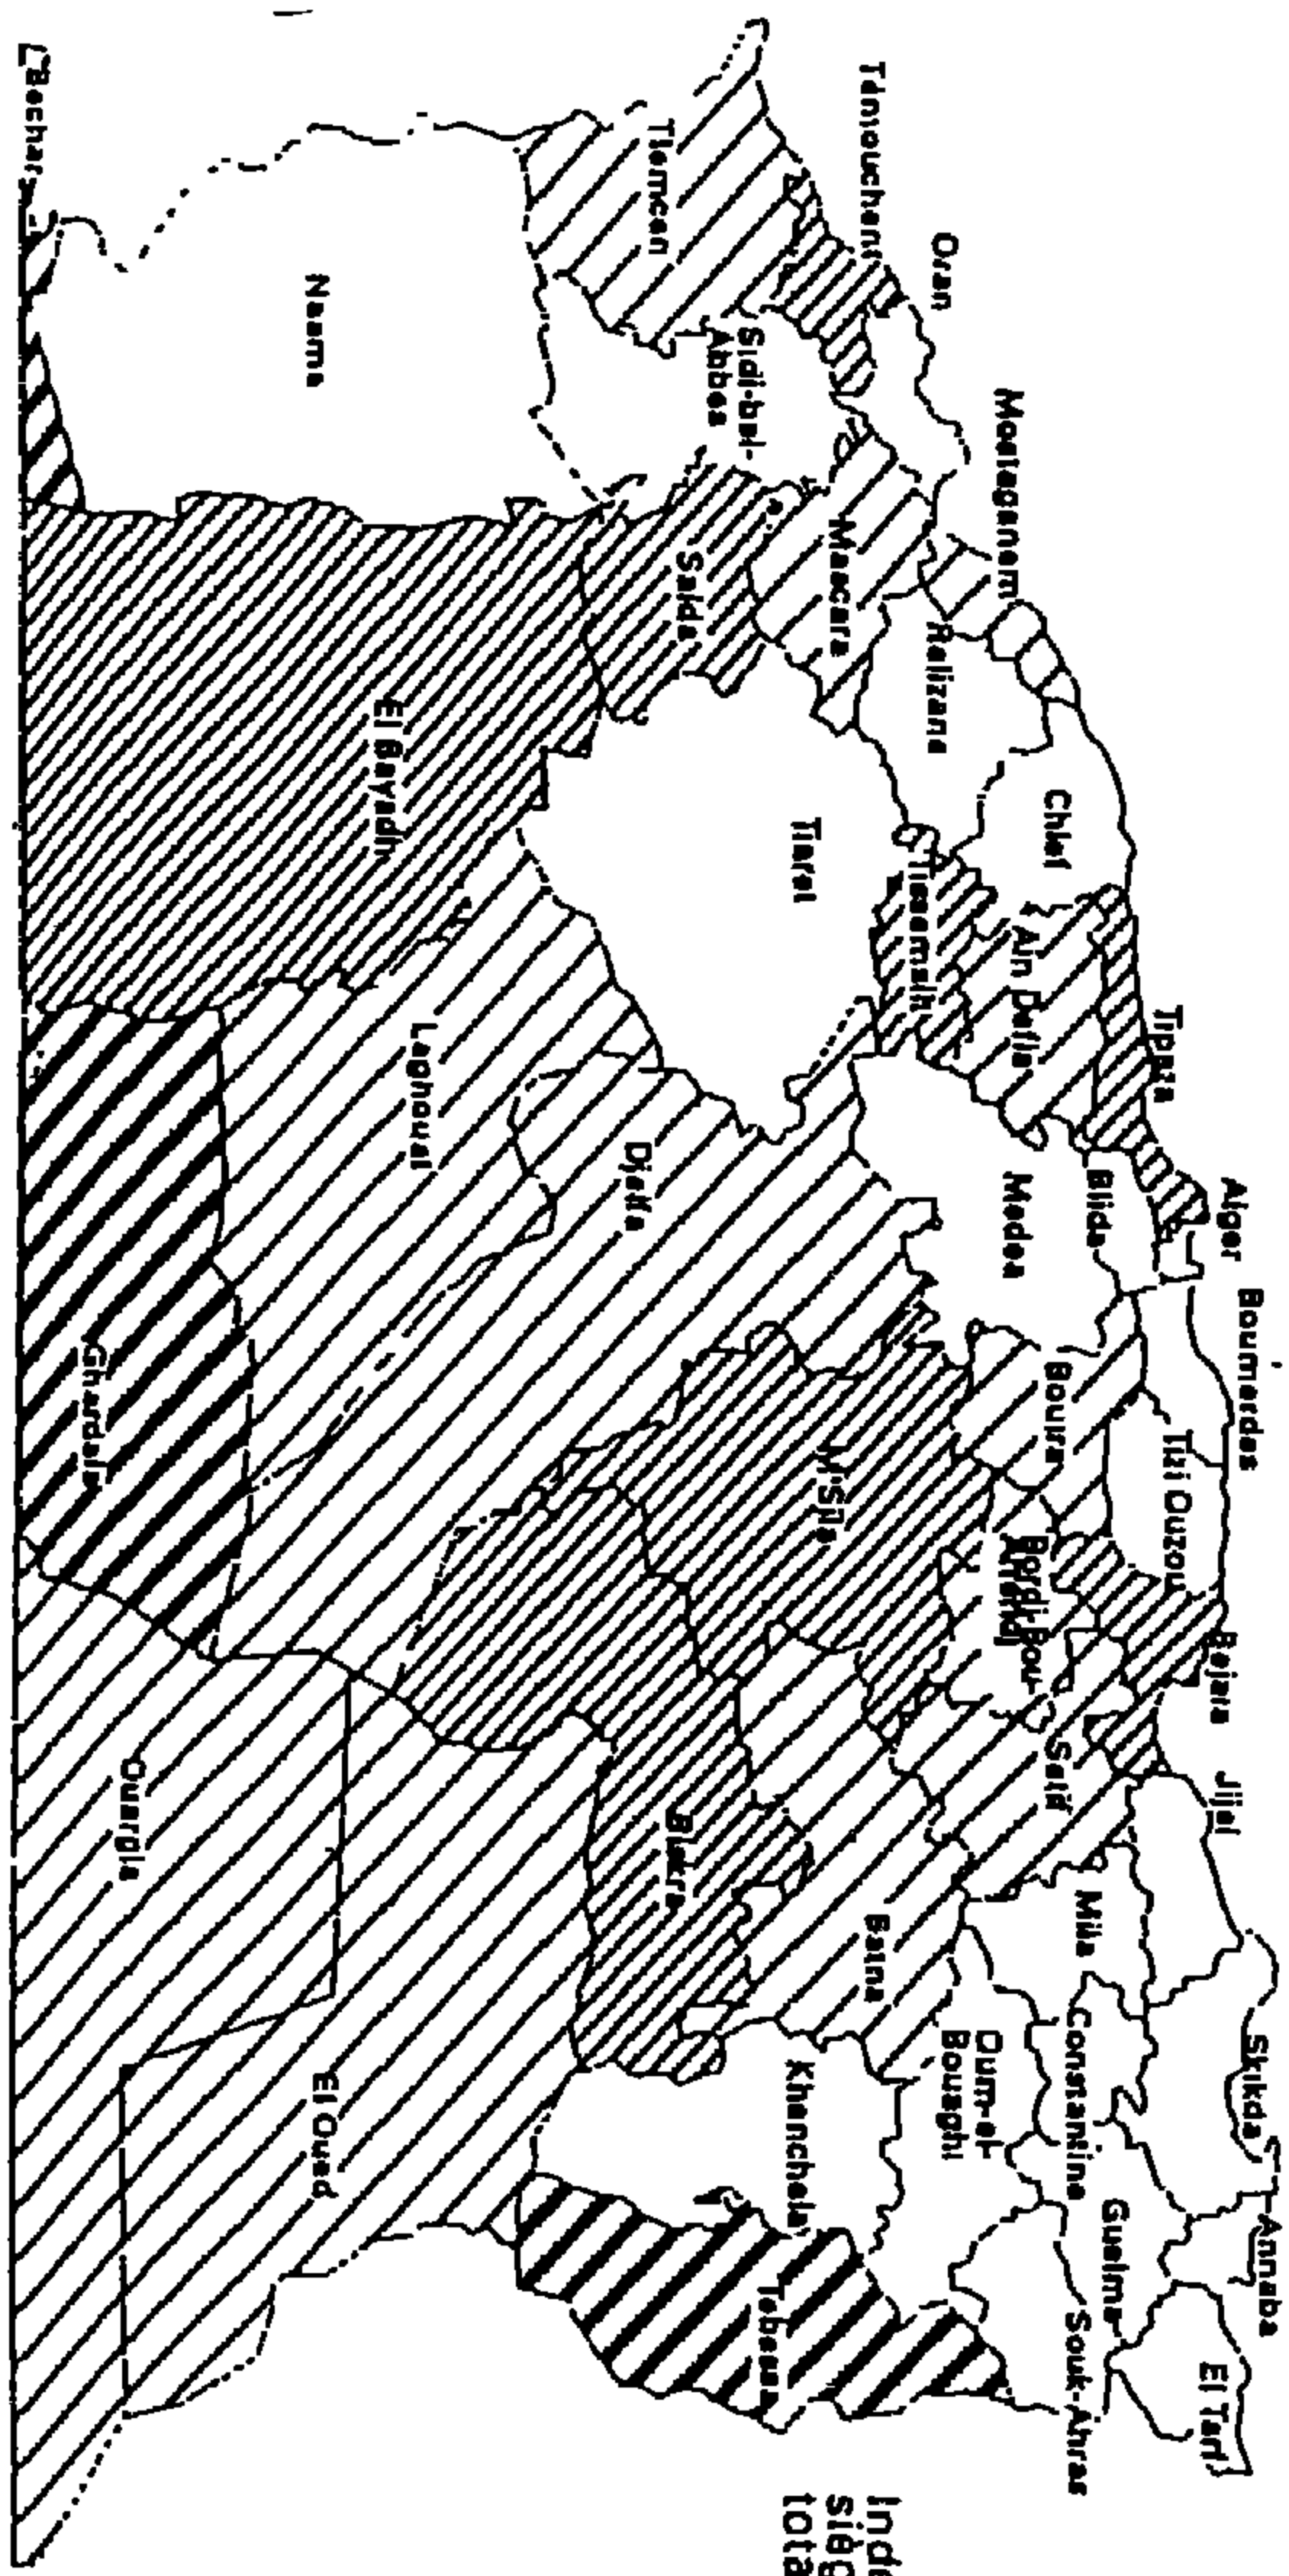 Skikda
Annaba
Alger
Boumerdes
Bejaia
Jijel
El Tarf
Tipaza
Tizi Ouzou
Guelma
Blida
Constantine
Souk-Ahras
Mostaganem
Chlef
Ain Defla
Medea
Bouira
Bordj-Bou-
Setif
Mila
Oran
Relizane
Tissemsilt
Oum-el-
Bouaghi
Témouchent
Mascara
Tiaret
M'Sila
Batna
Khenchela
Tebessa
Sidi-bel-
Abbes
Saida
Tlemcen
Djelfa
Biskra
Naama
El Bayadh
Laghouat
El Oued
Ghardaia
Ouargla
Bechar